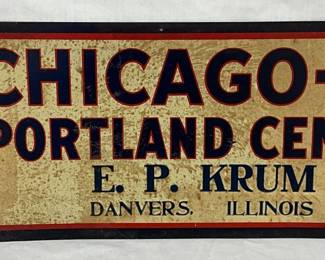 CHICAGO-
PORTLAND CEM
E. P. KRUM
DANVERS, ILLINOIS